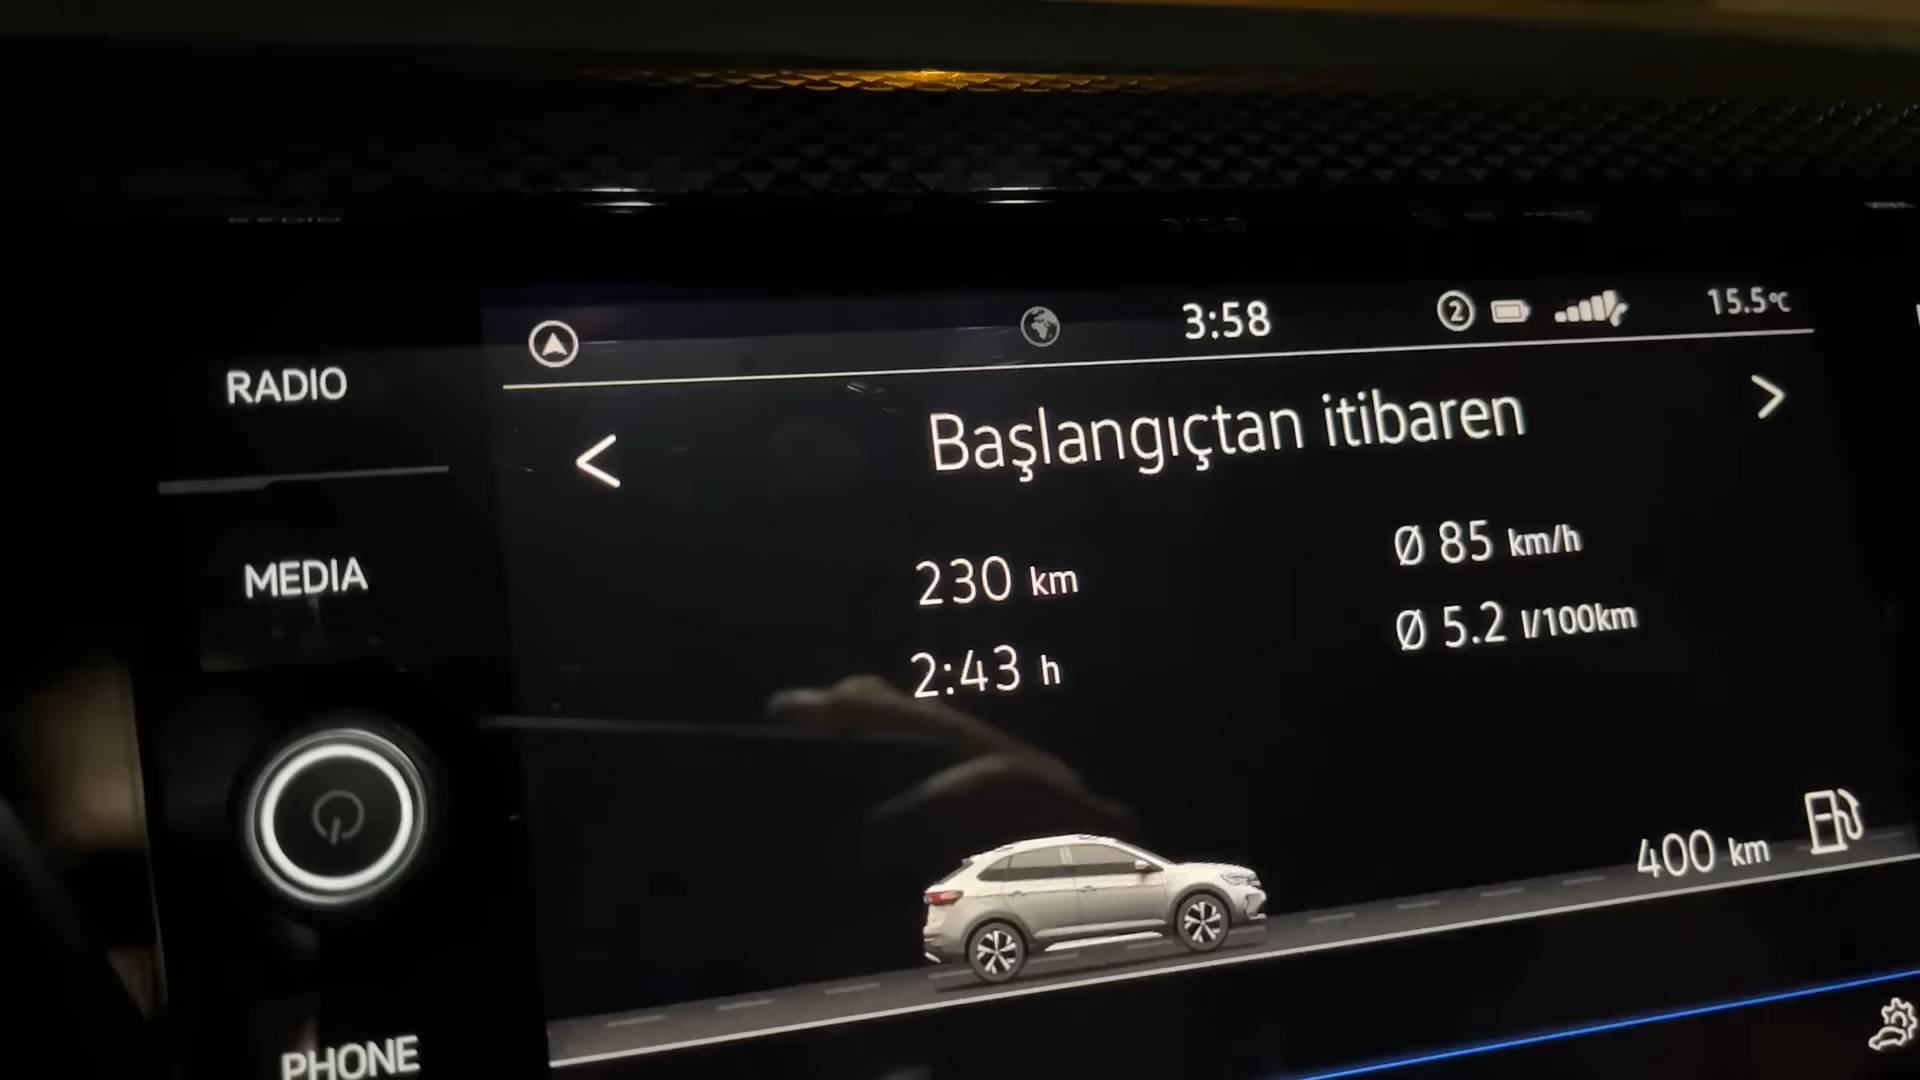 3:58
2
15.5°C
RADIO
Başlangıçtan itibaren
MEDIA
230 km
Ø 85 km/h
2:43 h
Ø 5.2 l/100km
400 km
PHONE